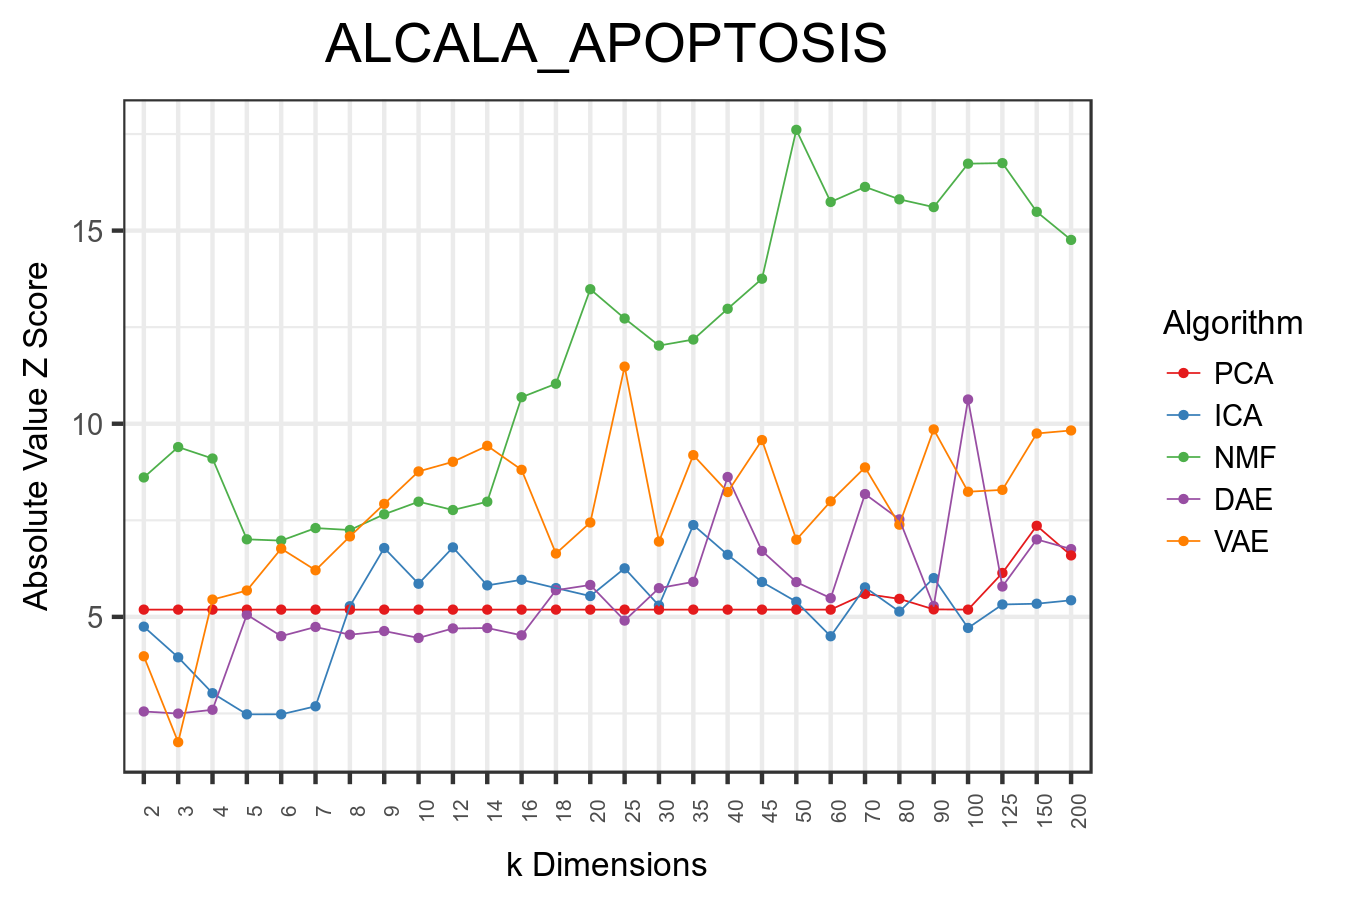 ALCALA_APOPTOSIS
Absolute Value Z Score
15
10
5
2 3 4 5 6 7 8 9 10 12 14 16 18 20 25 30 35 40 45 50 60 70 80 90 100 125 150 200
k Dimensions
Algorithm
PCA
ICA
NMF
DAE
VAE